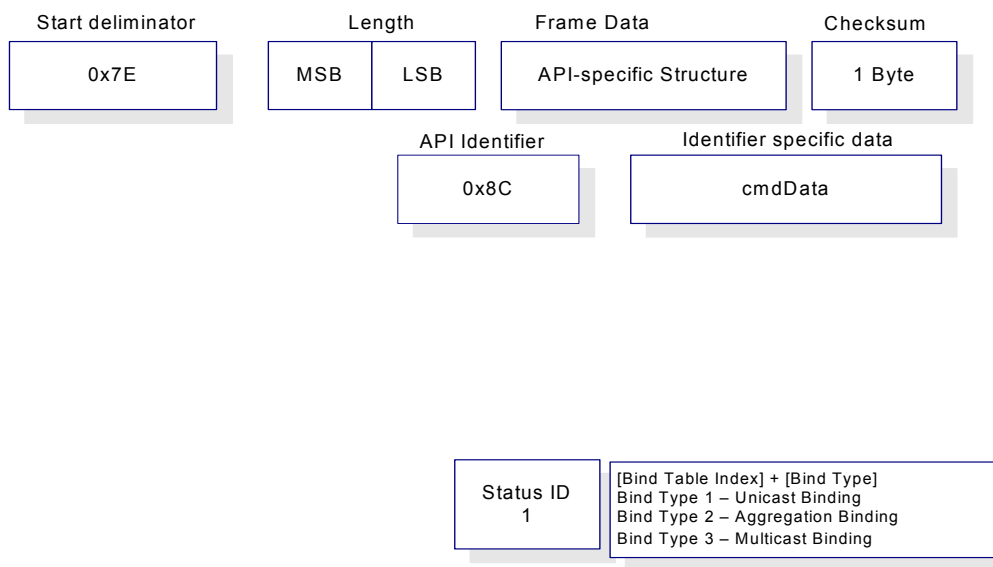 Start deliminator
Length
Frame Data
Checksum
0x7E
MSB
LSB
API-specific Structure
1 Byte
API Identifier
Identifier specific data
0x8C
cmdData
Status ID
1
[Bind Table Index] + [Bind Type]
Bind Type 1 – Unicast Binding
Bind Type 2 – Aggregation Binding
Bind Type 3 – Multicast Binding